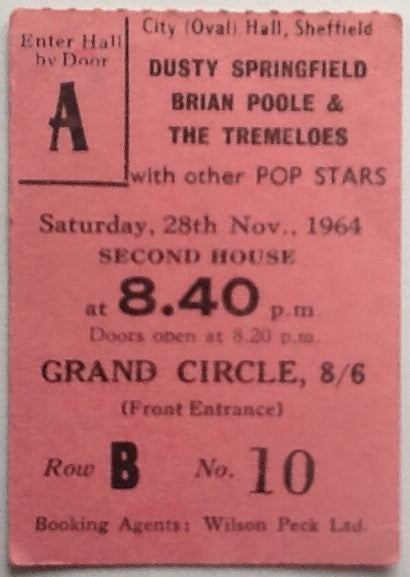 Enter Hall
by Door
A
City (Oval) Hall, Sheffield
DUSTY SPRINGFIELD
BRIAN POOLE &
THE TREMELOES
with other POP STARS
Saturday, 28th Nov., 1964
SECOND HOUSE
at 8.40 p.m.
Doors open at 8.20 p.m.
GRAND CIRCLE, 8/6
(Front Entrance)
Row B No. 10
Booking Agents: Wilson Peck Ltd.